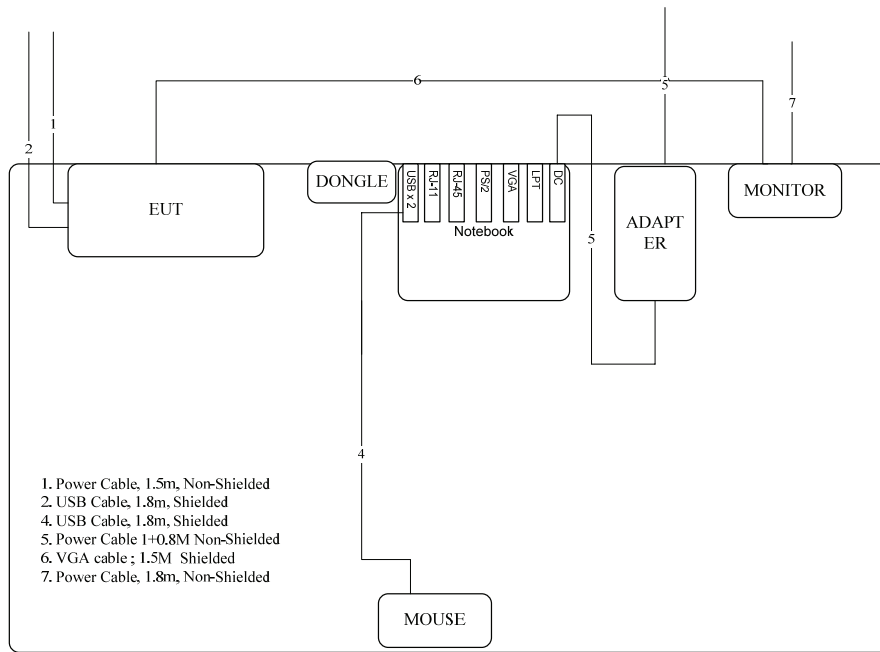 6
5
7
1
2
DONGLE
USB x 2
RJ-11
RJ-45
PS/2
VGA
LPT
DC
MONITOR
EUT
ADAPT
ER
Notebook
5
4
1. Power Cable, 1.5m, Non-Shielded
2. USB Cable, 1.8m, Shielded
4. USB Cable, 1.8m, Shielded
5. Power Cable 1+0.8M Non-Shielded
6. VGA cable ; 1.5M Shielded
7. Power Cable, 1.8m, Non-Shielded
MOUSE